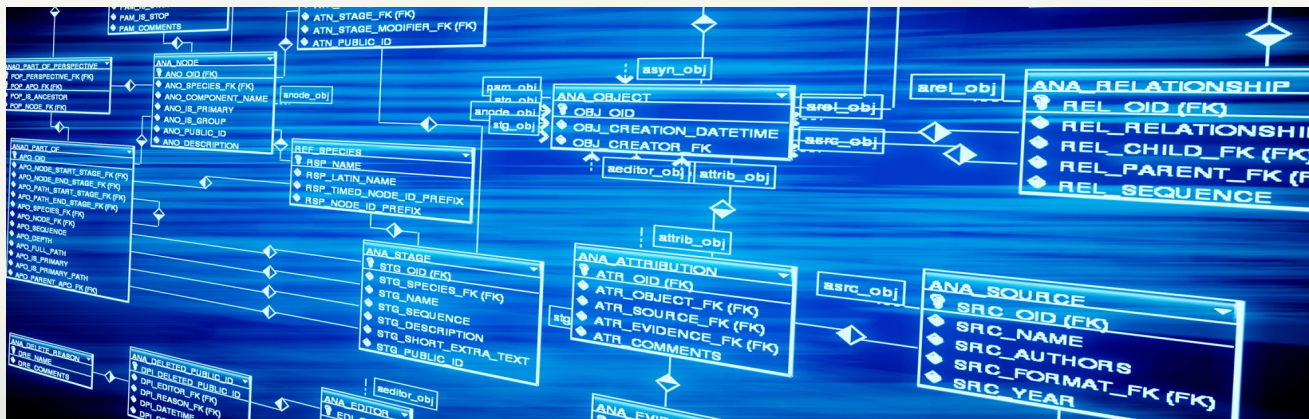 PAM_IS_STOP
PAM_COMMENTS
ATN_STAGE_FK (FK)
ATN_STAGE_MODIFIER_FK (FK)
ATN_PUBLIC_ID
ANAD_PART_OF_PERSPECTIVE
POP_PERSPECTIVE_FK (FK)
POP_APO_FK (FK)
POP_IS_ANCESTOR
POP_NODE_FK (FK)
ANA_NODE
ANO_OID (FK)
ANO_SPECIES_FK (FK)
ANO_COMPONENT_NAME
ANO_IS_PRIMARY
ANO_IS_GROUP
ANO_PUBLIC_ID
ANO_DESCRIPTION
anode_obj
ANAD_PART_OF
APO_OID
APO_NODE_START_STAGE_FK (FK)
APO_NODE_END_STAGE_FK (FK)
APO_PATH_START_STAGE_FK (FK)
APO_PATH_END_STAGE_FK (FK)
APO_SPECIES_FK (FK)
APO_NODE_FK (FK)
APO_SEQUENCE
APO_DEPTH
APO_FULL_PATH
APO_IS_PRIMARY
APO_IS_PRIMARY_PATH
APO_PARENT_APO_FK (FK)
REF_SPECIES
RSP_NAME
RSP_LATIN_NAME
RSP_TIMED_NODE_ID_PREFIX
RSP_NODE_ID_PREFIX
ANA_STAGE
STG_OID (FK)
STG_SPECIES_FK (FK)
STG_NAME
STG_SEQUENCE
STG_DESCRIPTION
STG_SHORT_EXTRA_TEXT
STG_PUBLIC_ID
asyn_obj
anode_obj
stg_obj
ANA_OBJECT
OBJ_OID
OBJ_CREATION_DATETIME
OBJ_CREATOR_FK
arel_obj
asrc_obj
arel_obj
aeditor_obj
attrib_obj
attrib_obj
ANA_RELATIONSHIP
REL_OID (FK)
REL_RELATIONSHI
REL_CHILD_FK (FK)
REL_PARENT_FK (F
REL_SEQUENCE
stg
ANA_ATTRIBUTION
ATR_OID (FK)
ATR_OBJECT_FK (FK)
ATR_SOURCE_FK (FK)
ATR_EVIDENCE_FK (FK)
ATR_COMMENTS
asrc_obj
ANA_SOURCE
SRC_OID (FK)
SRC_NAME
SRC_AUTHORS
SRC_FORMAT_FK (FK)
SRC_YEAR
ANA_DELETE_REASON
DRE_NAME
DRE_COMMENTS
ANA_DELETED_PUBLIC_ID
DPI_DELETED_PUBLIC_ID
DPI_EDITOR_FK (FK)
DPI_REASON_FK (FK)
DPI_DATETIME
aeditor_obj
ANA_EDITOR